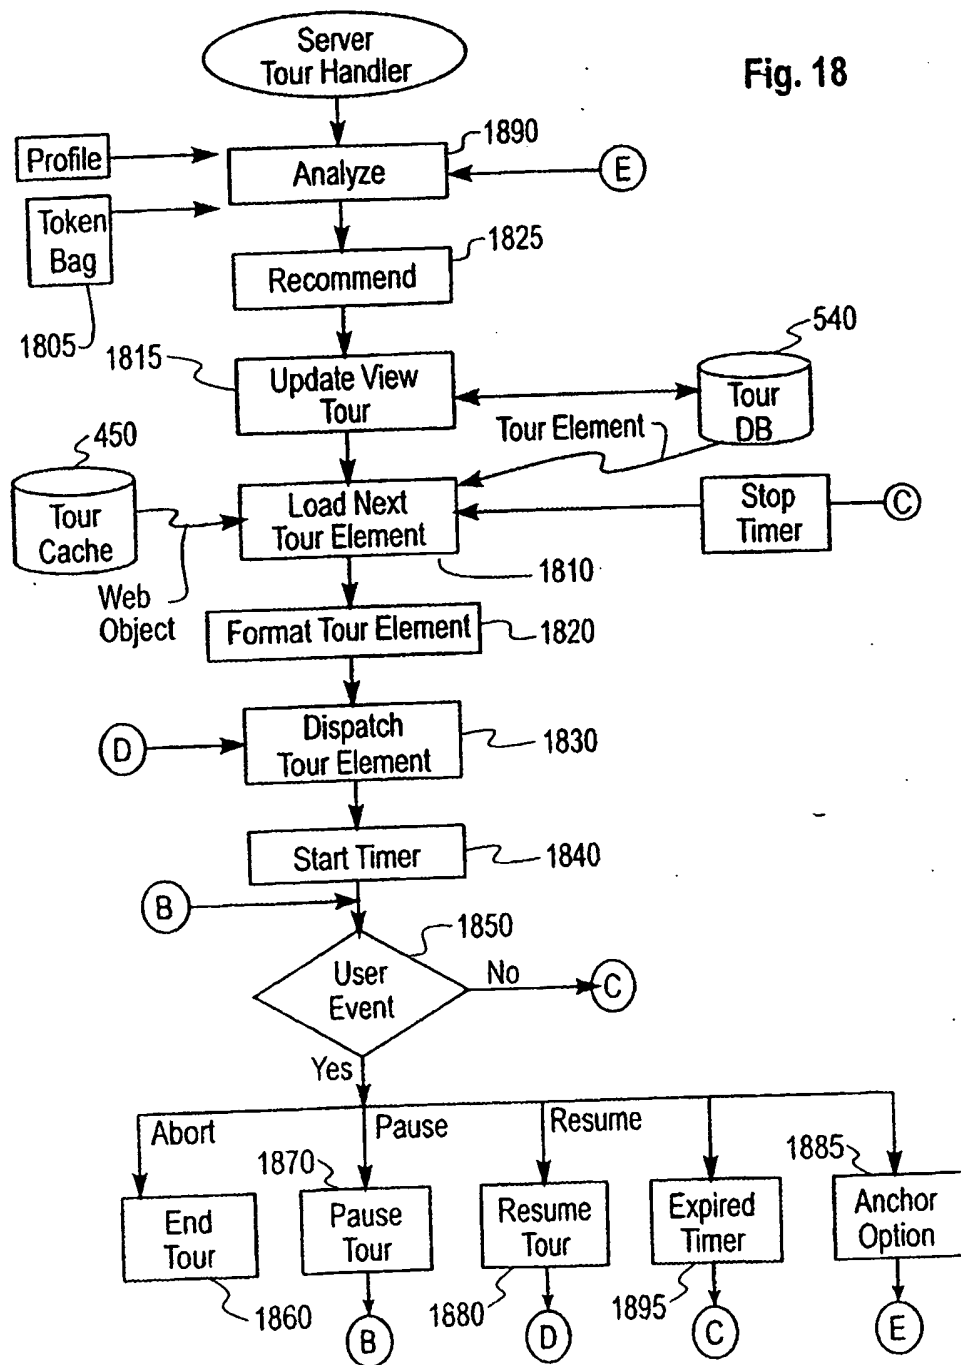 Server
Tour Handler
Fig. 18
1890
Profile
Analyze
E
Token
Bag
1825
Recommend
1805
1815
540
Update View
Tour
Tour
DB
Tour Element
450
Tour
Cache
Load Next
Tour Element
Stop
Timer
C
1810
Web
Object
Format Tour Element
1820
Dispatch
Tour Element
D
1830
Start Timer
1840
B
1850
User
Event
No
C
Yes
Abort
Pause
Resume
1870
1885
End
Tour
Pause
Tour
Resume
Tour
Expired
Timer
Anchor
Option
1860
1880
1895
B
D
C
E